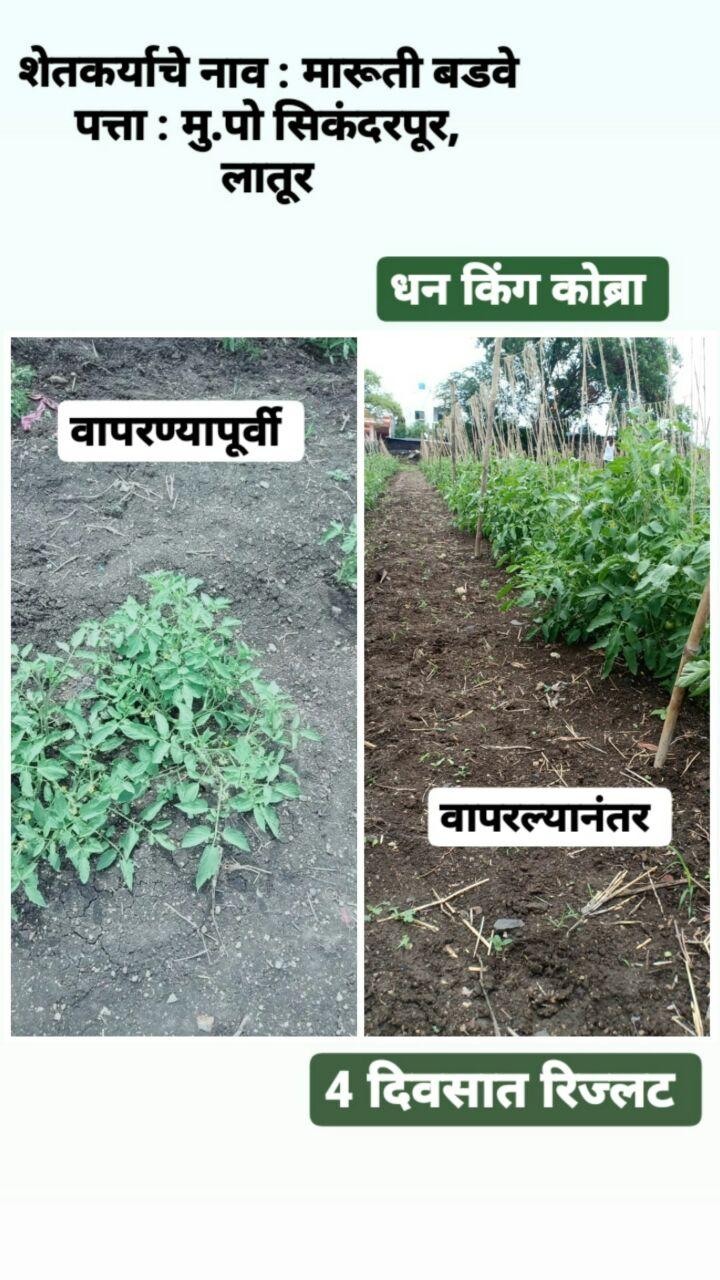 शेतकर्याचे नाव : मारूती बडवे
पत्ता : मु.पो सिकंदरपूर,
लातूर
धन किंग कोब्रा
वापरण्यापूर्वी
वापरल्यानंतर
4 दिवसात रिज्लट